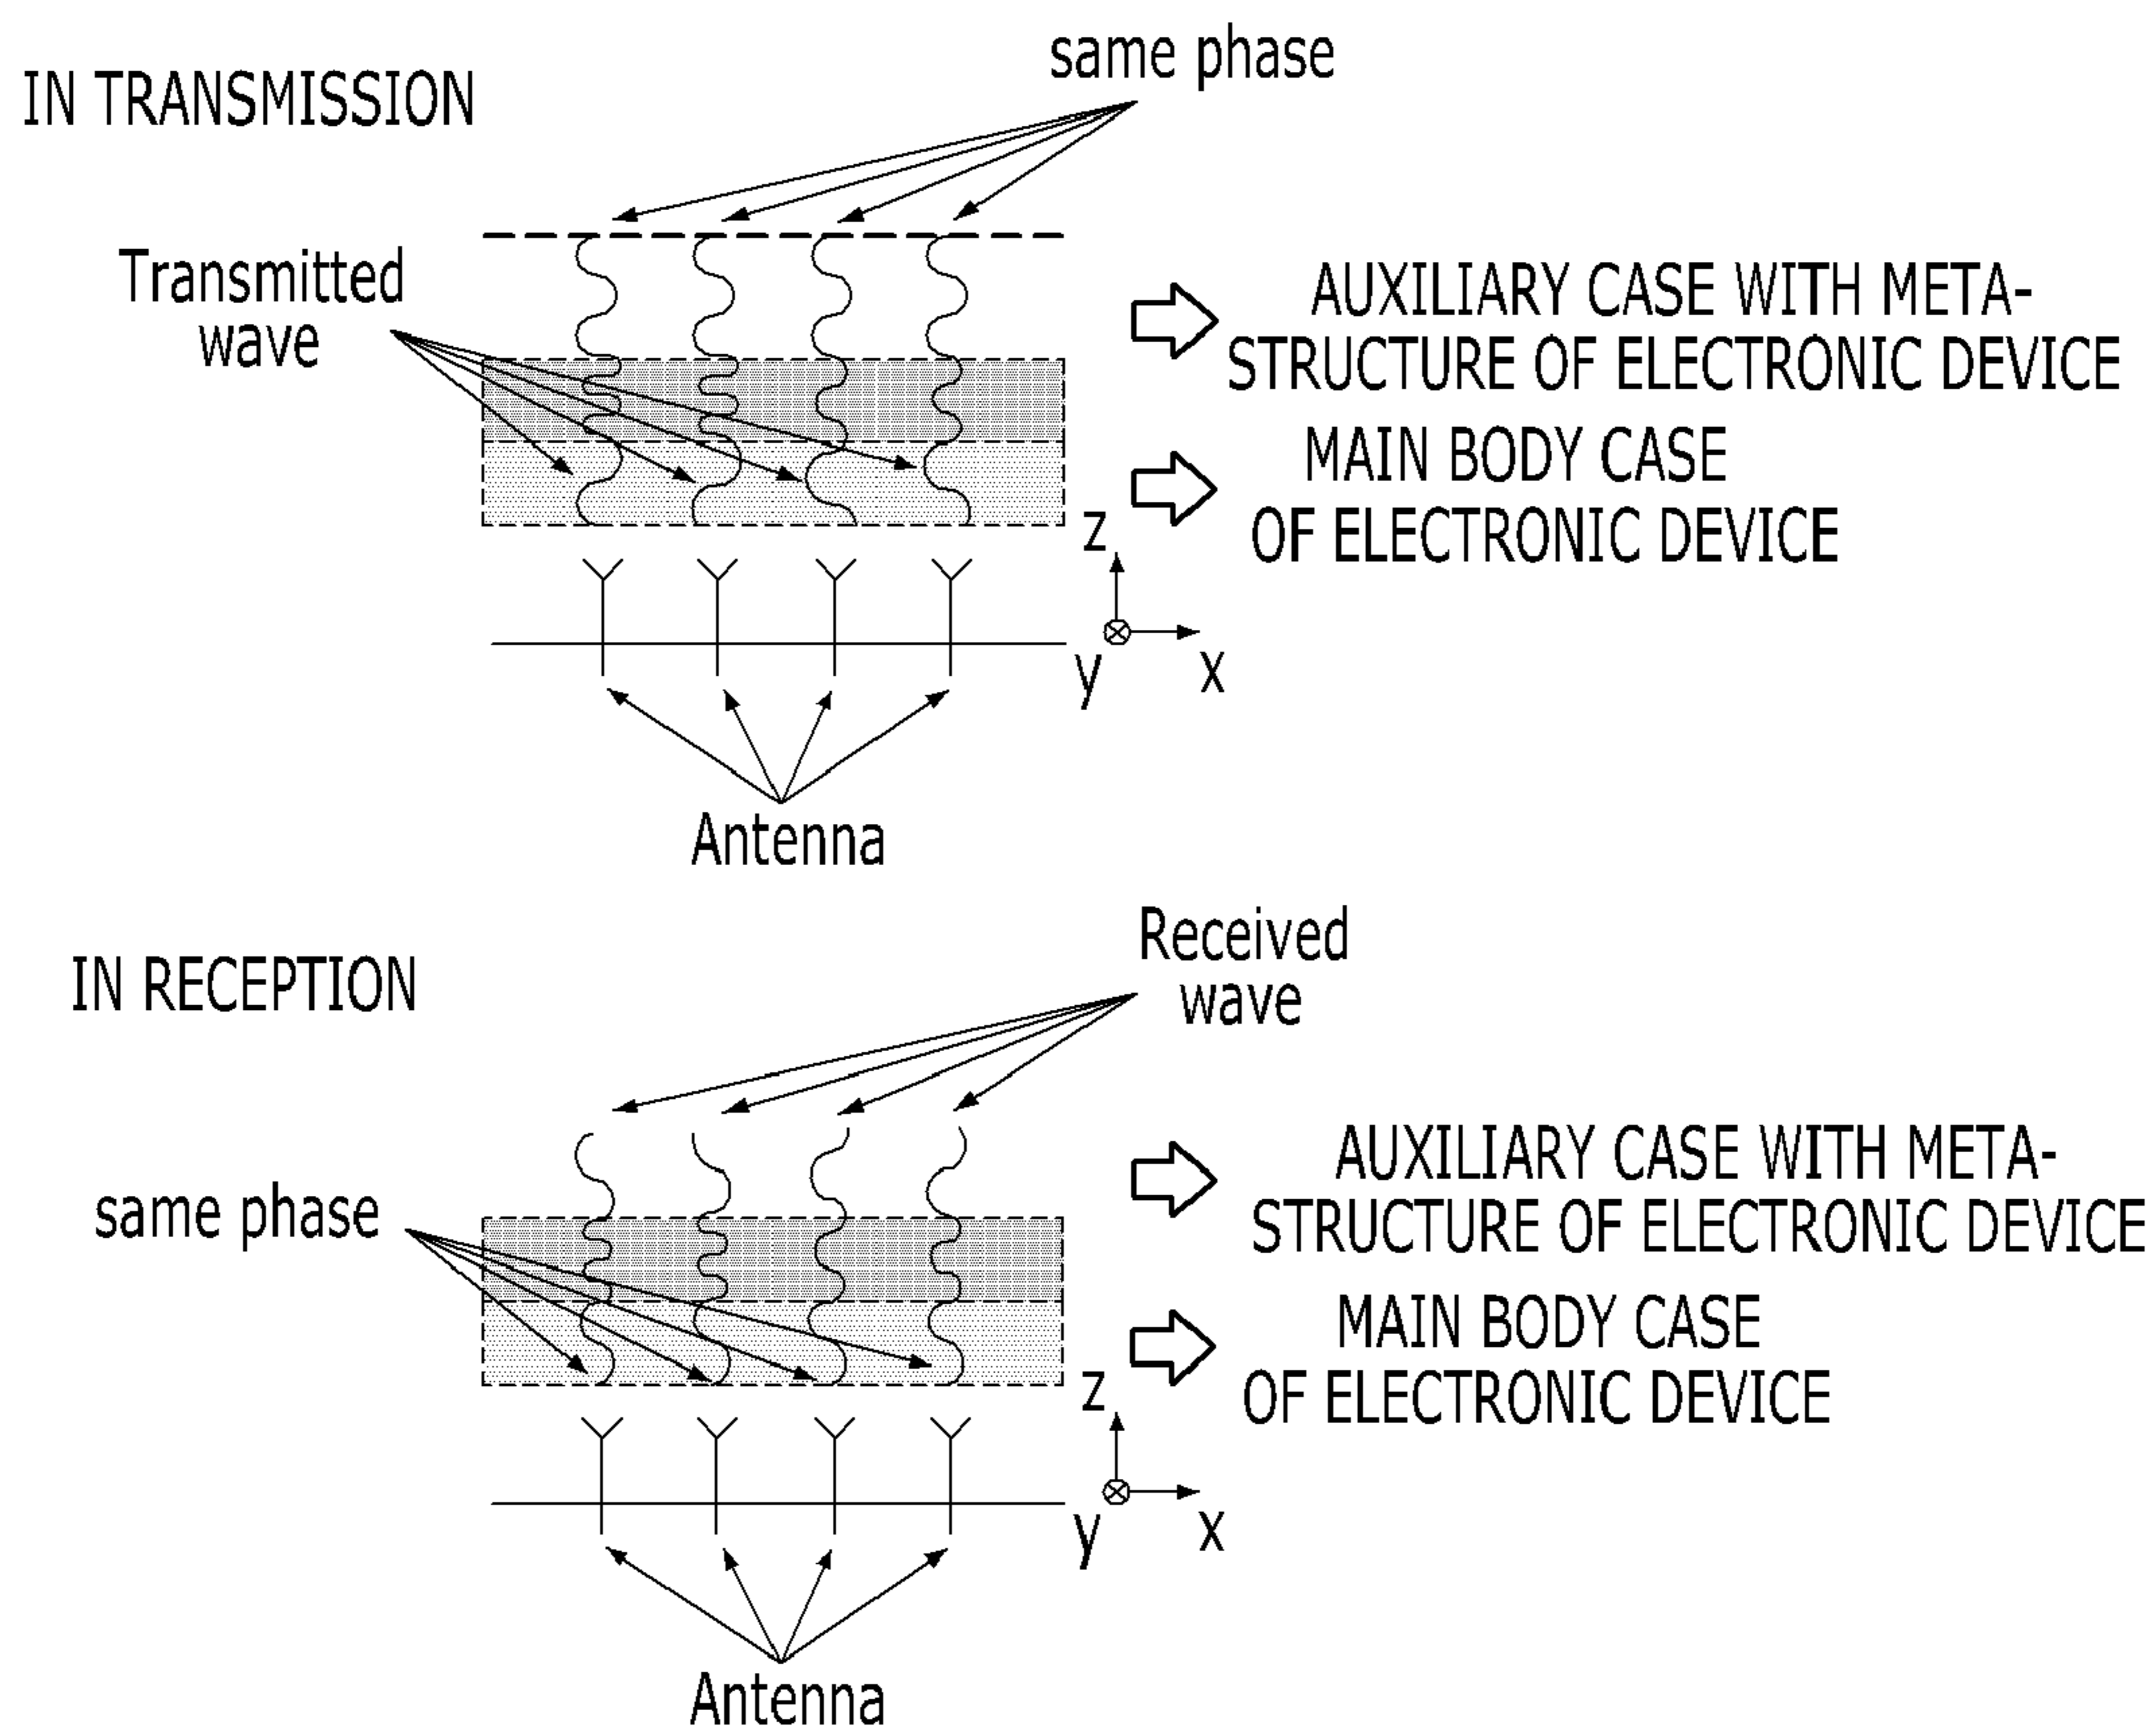 same phase
IN TRANSMISSION
Transmitted
wave
AUXILIARY CASE WITH META-
STRUCTURE OF ELECTRONIC DEVICE
MAIN BODY CASE
OF ELECTRONIC DEVICE
z
y
x
Antenna
Received
wave
IN RECEPTION
same phase
AUXILIARY CASE WITH META-
STRUCTURE OF ELECTRONIC DEVICE
MAIN BODY CASE
OF ELECTRONIC DEVICE
z
y
x
Antenna